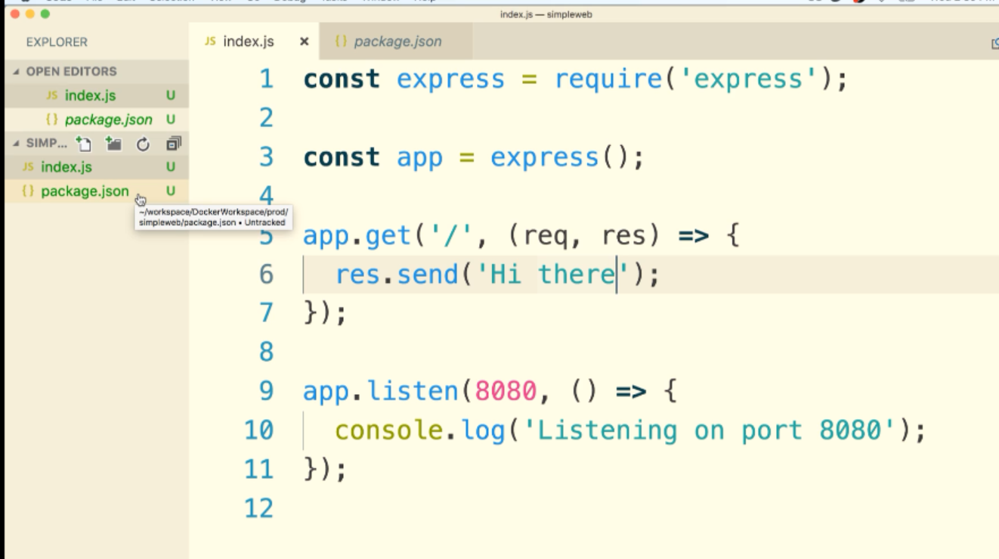 index.js — simpleweb
EXPLORER
JS index.js ×
{} package.json
OPEN EDITORS
JS index.js U
{} package.json U
SIMP...
JS index.js U
{} package.json U
~/workspace/DockerWorkspace/prod/
simpleweb/package.json • Untracked
1 const express = require('express');
2
3 const app = express();
4
5 app.get('/', (req, res) => {
6 res.send('Hi there');
7 });
8
9 app.listen(8080, () => {
10 console.log('Listening on port 8080');
11 });
12